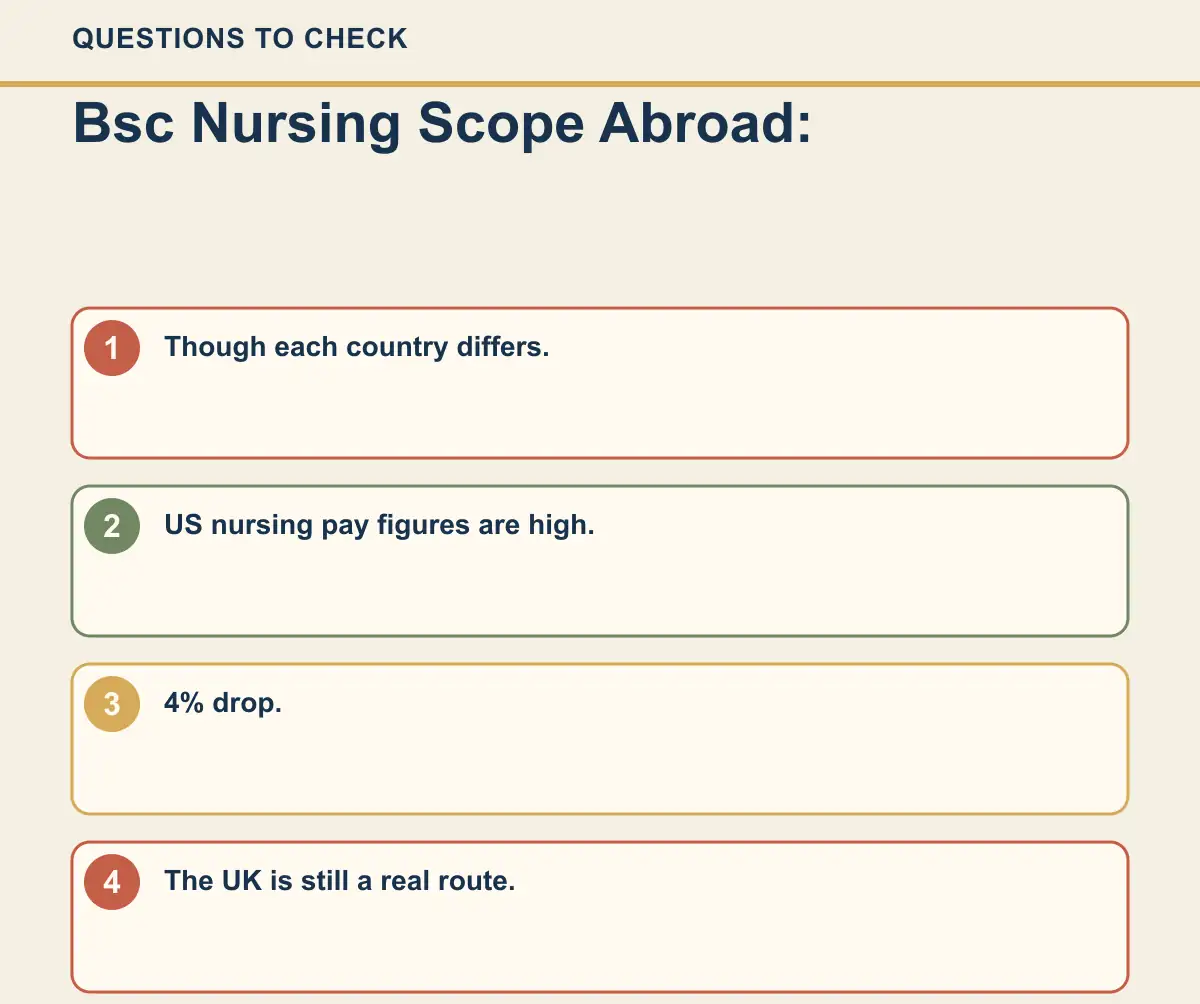 QUESTIONS TO CHECK
Bsc Nursing Scope Abroad:
1 Though each country differs.
2 US nursing pay figures are high.
3 4% drop.
4 The UK is still a real route.